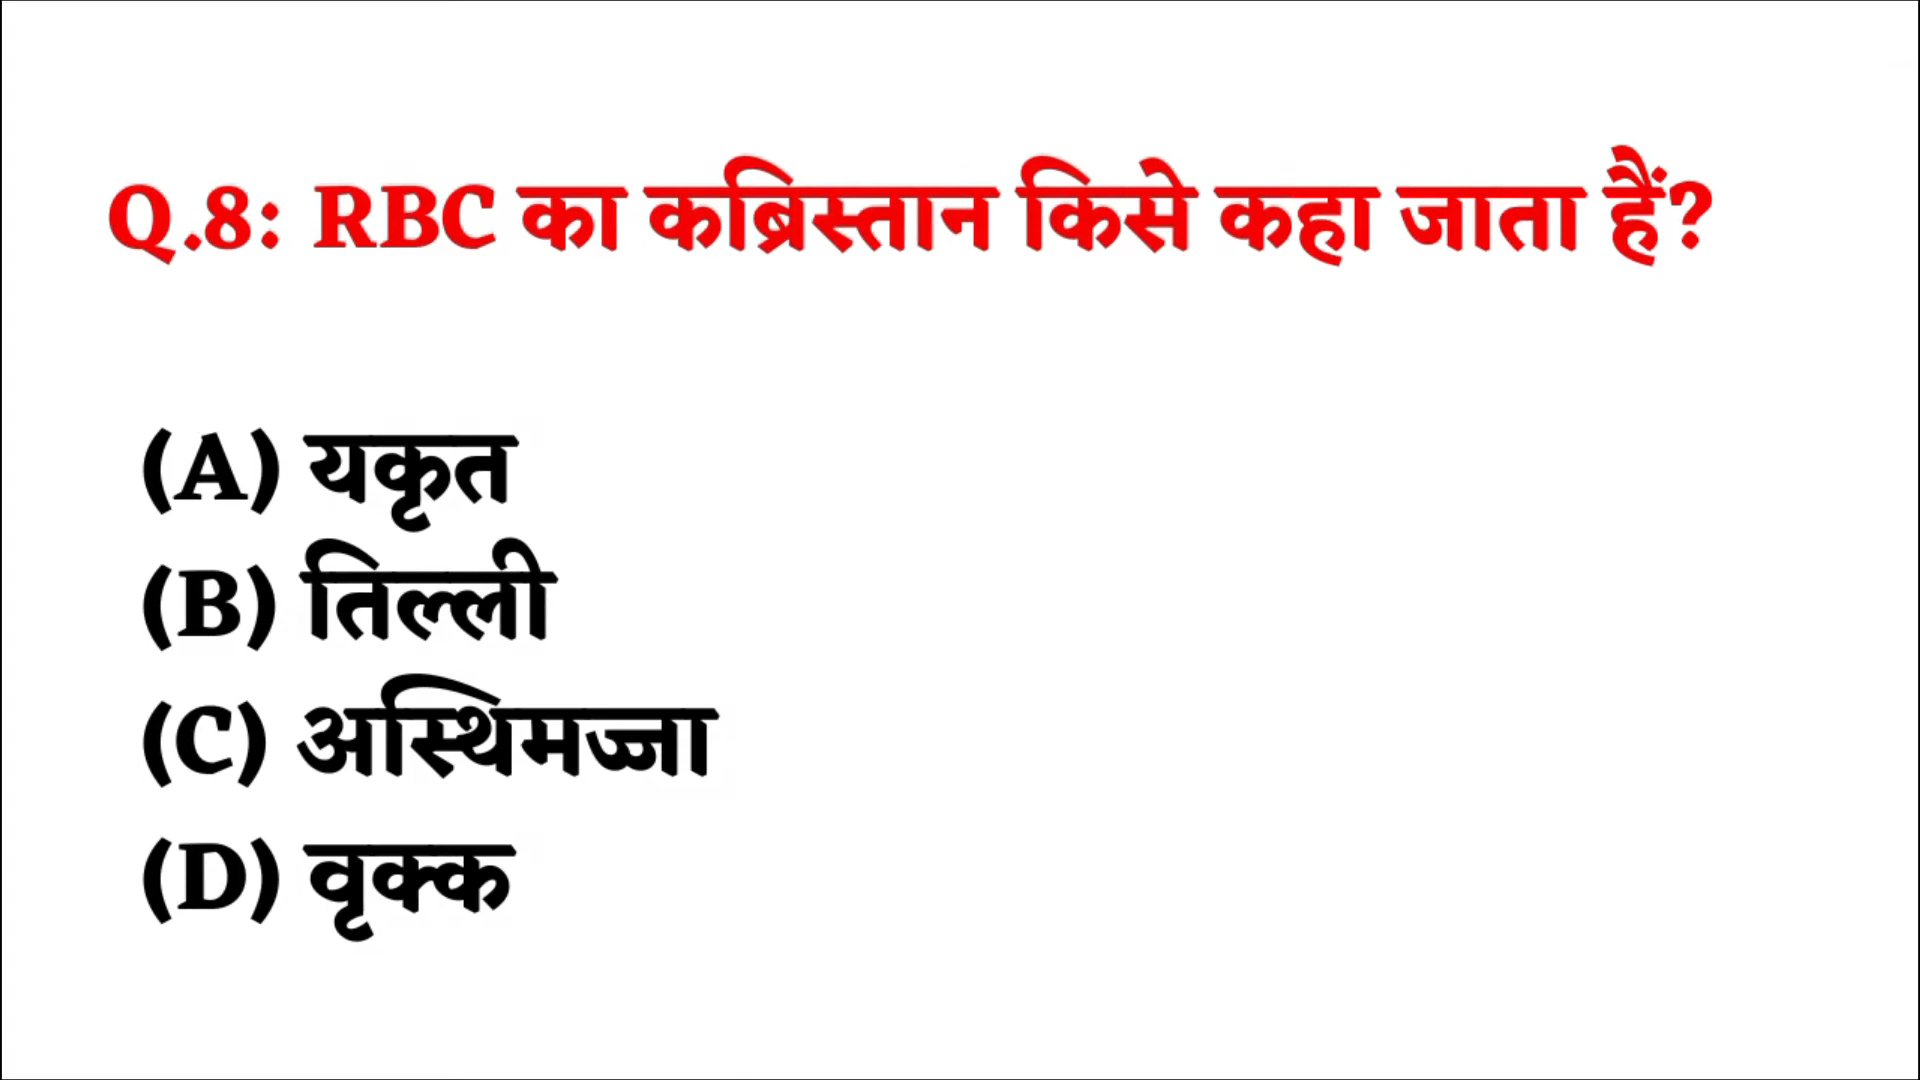 Q.8: RBC का कब्रिस्तान किसे कहा जाता हैं?
(A) यकृत
(B) तिल्ली
(C) अस्थिमज्जा
(D) वृक्क